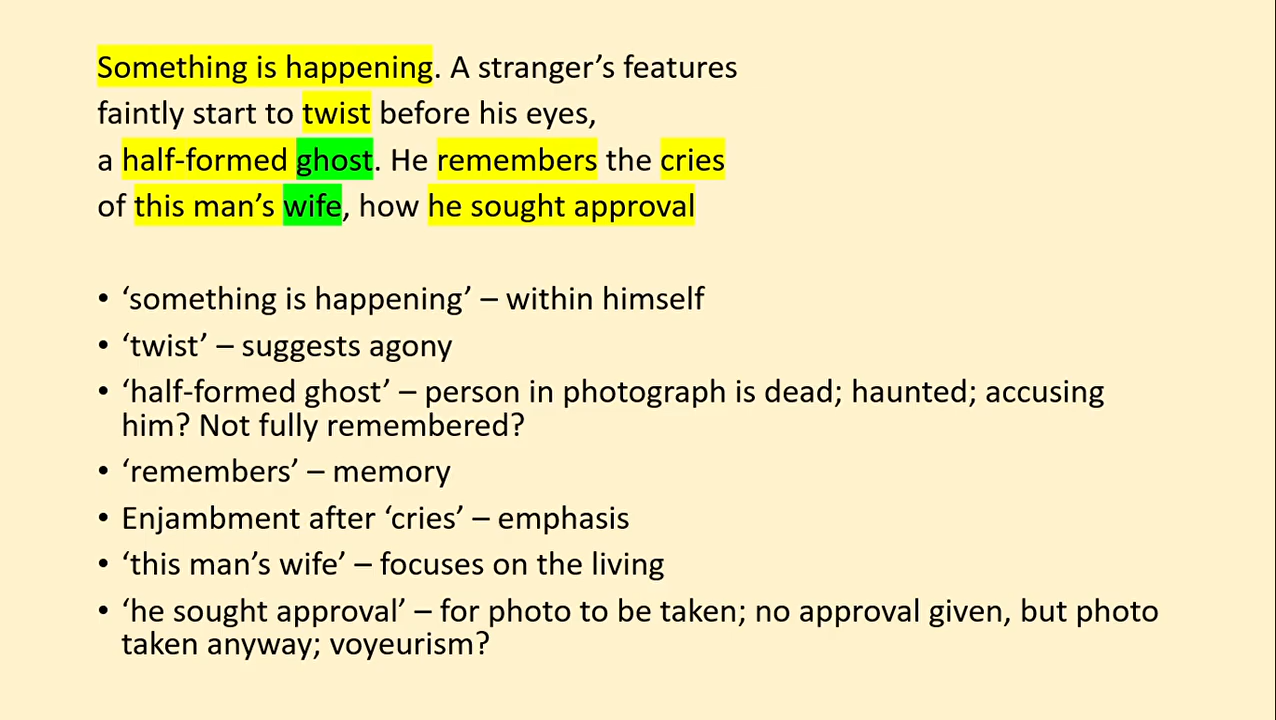 Something is happening. A stranger’s features
faintly start to twist before his eyes,
a half-formed ghost. He remembers the cries
of this man’s wife, how he sought approval
• ‘something is happening’ – within himself
• ‘twist’ – suggests agony
• ‘half-formed ghost’ – person in photograph is dead; haunted; accusing
him? Not fully remembered?
• ‘remembers’ – memory
• Enjambment after ‘cries’ – emphasis
• ‘this man’s wife’ – focuses on the living
• ‘he sought approval’ – for photo to be taken; no approval given, but photo
taken anyway; voyeurism?